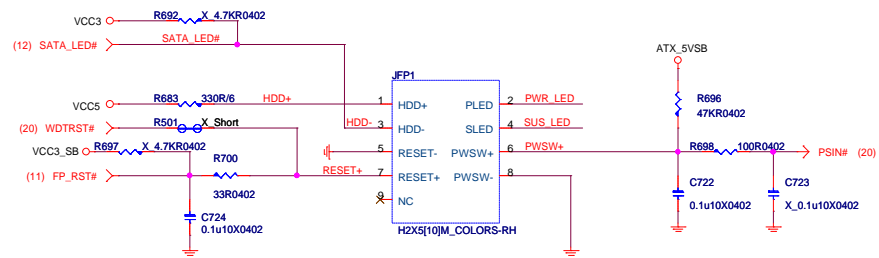 R692 X_4.7KR0402
VCC3
(12) SATA_LED# SATA_LED#
ATX_5VSB
JFP1
R683 330R/6 HDD+ 1 HDD+ PLED 2 PWR_LED
VCC5
R696
47KR0402
(20) WDTRST# R501 X_Short HDD- 3 HDD- SLED 4 SUS_LED
R697 X_4.7KR0402
VCC3_SB
5 RESET- PWSW+ 6 PWSW+ R698 100R0402 PSIN# (20)
R700
(11) FP_RST# RESET+ 7 RESET+ PWSW- 8
33R0402
C722 C723
9 NC
0.1u10X0402 X_0.1u10X0402
C724
0.1u10X0402
H2X5[10]M_COLORS-RH